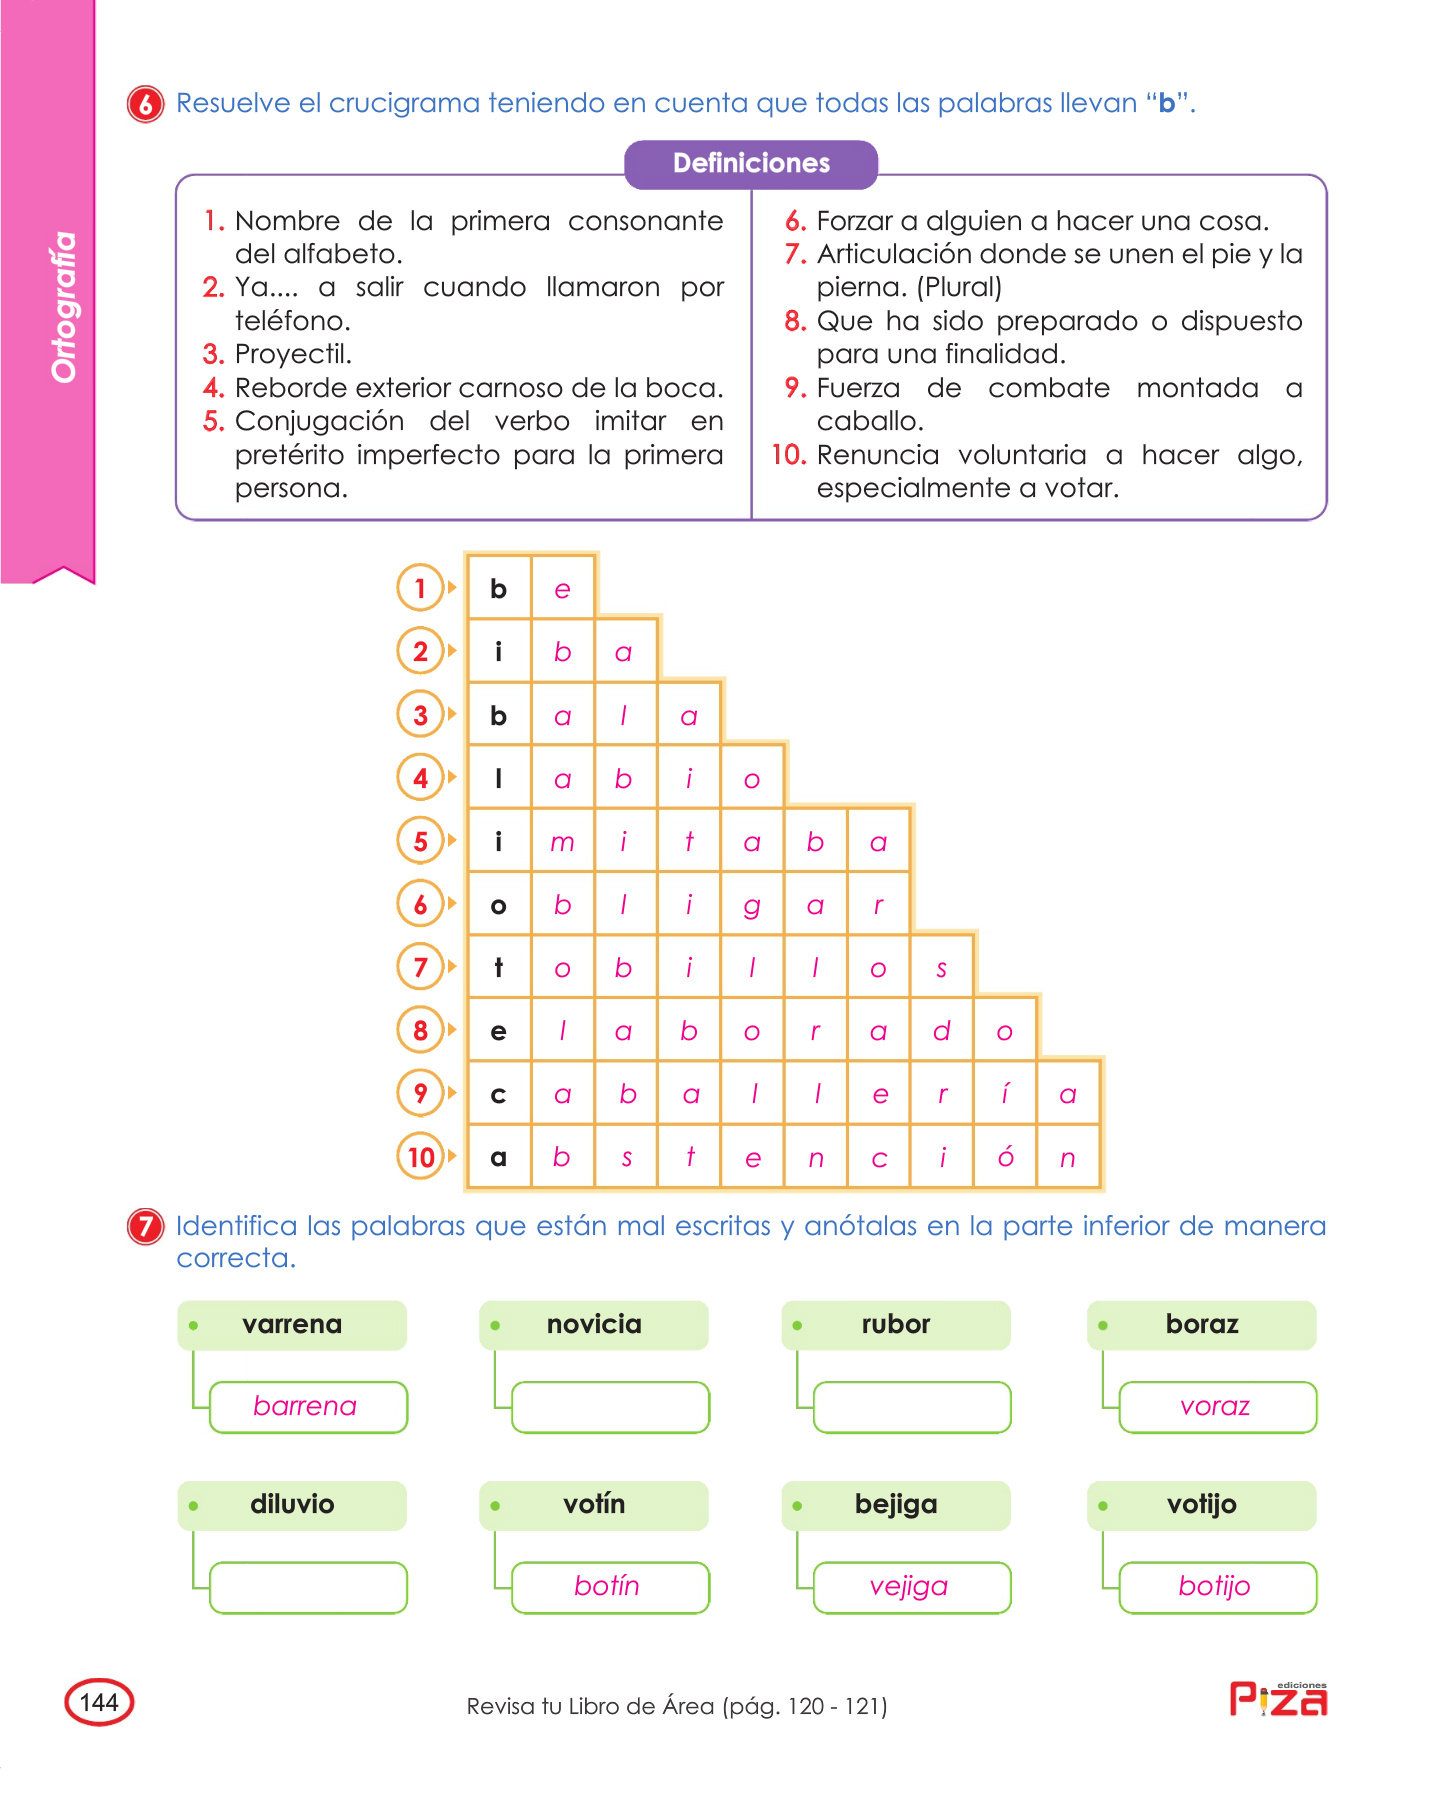 Ortografía
6 Resuelve el crucigrama teniendo en cuenta que todas las palabras llevan “b”.
Definiciones
1. Nombre de la primera consonante
del alfabeto.
2. Ya.... a salir cuando llamaron por
teléfono.
3. Proyectil.
4. Reborde exterior carnoso de la boca.
5. Conjugación del verbo imitar en
pretérito imperfecto para la primera
persona.
6. Forzar a alguien a hacer una cosa.
7. Articulación donde se unen el pie y la
pierna. (Plural)
8. Que ha sido preparado o dispuesto
para una finalidad.
9. Fuerza de combate montada a
caballo.
10. Renuncia voluntaria a hacer algo,
especialmente a votar.
1 b e
2 i b a
3 b a l a
4 l a b i o
5 i m i t a b a
6 o b l i g a r
7 t o b i l l o s
8 e l a b o r a d o
9 c a b a l l e r í a
10 a b s t e n c i ó n
7 Identifica las palabras que están mal escritas y anótalas en la parte inferior de manera
correcta.
varrena novicia rubor boraz
barrena voraz
diluvio votín bejiga votijo
botín vejiga botijo
144 Revisa tu Libro de Área (pág. 120 - 121) ediciones
Piza